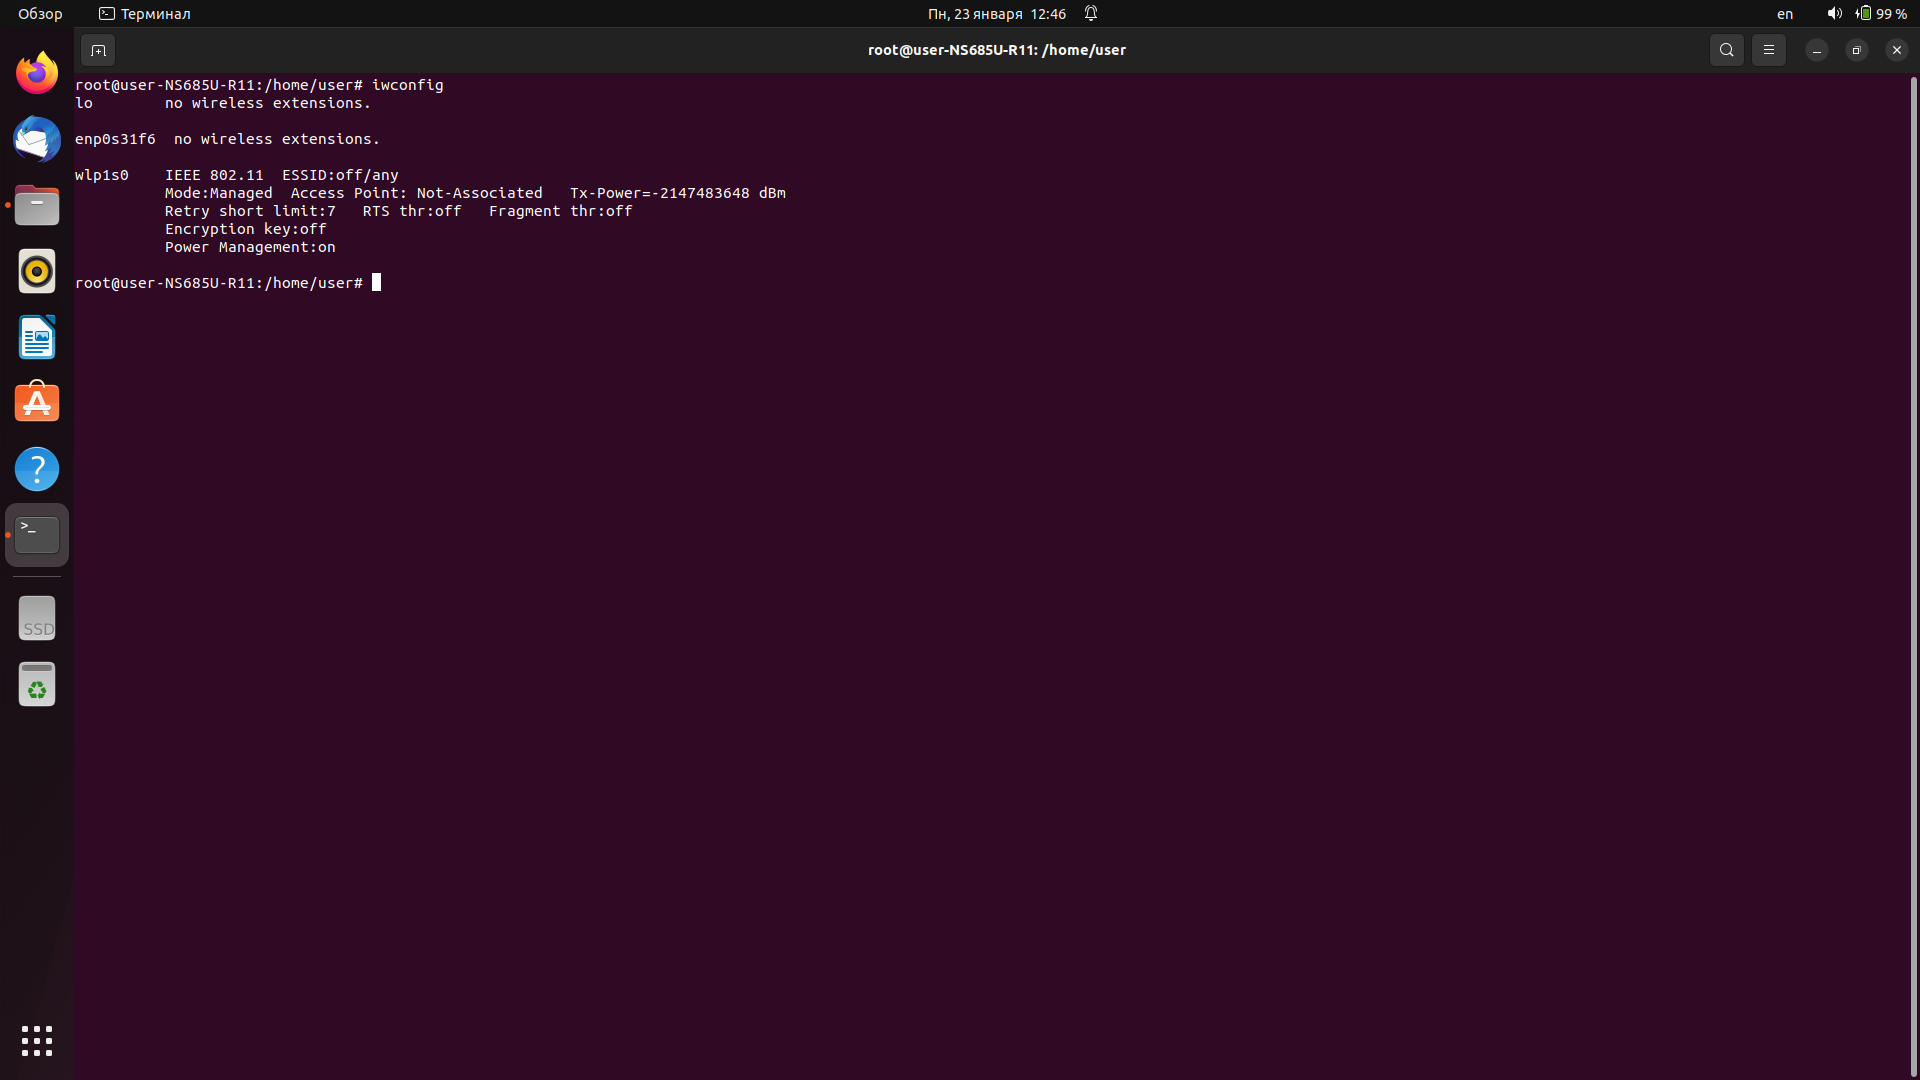 Обзор
Терминал
Пн, 23 января 12:46
en
99 %
root@user-NS685U-R11: /home/user
root@user-NS685U-R11:/home/user# iwconfig
lo        no wireless extensions.
enp0s31f6  no wireless extensions.
wlp1s0    IEEE 802.11  ESSID:off/any
Mode:Managed  Access Point: Not-Associated   Tx-Power=-2147483648 dBm
Retry short limit:7   RTS thr:off   Fragment thr:off
Encryption key:off
Power Management:on
root@user-NS685U-R11:/home/user#
>_
SSD